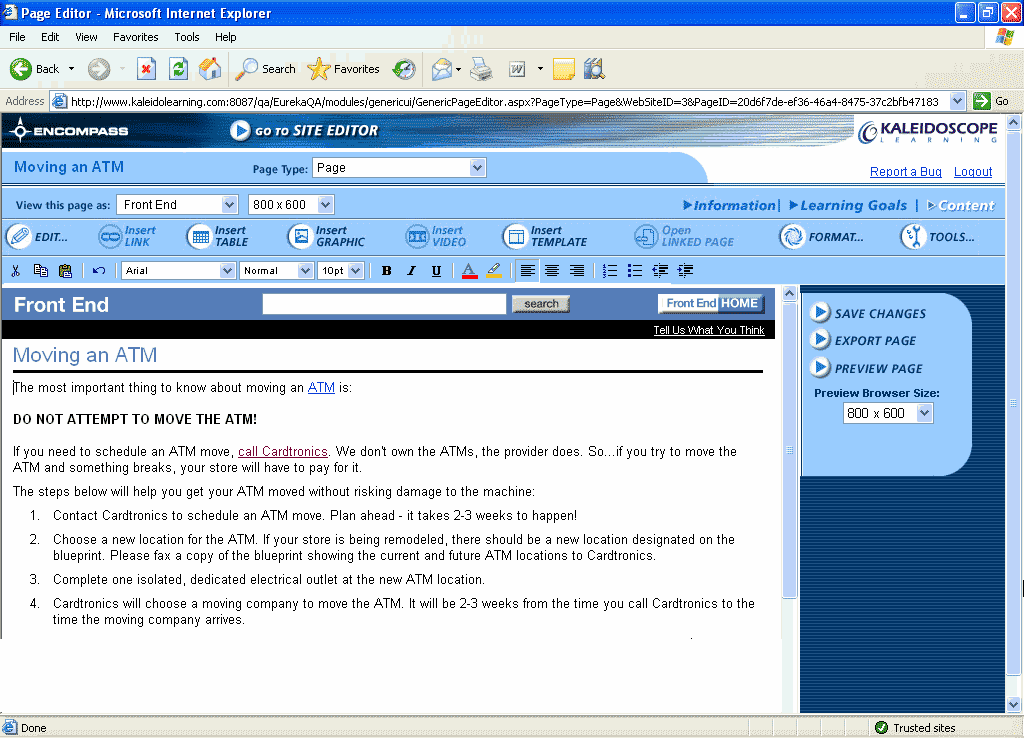 Page Editor - Microsoft Internet Explorer
File Edit View Favorites Tools Help
Back Search Favorites
Address http://www.kaleidolearning.com:8087/qa/EurekaQA/modules/genericui/GenericPageEditor.aspx?PageType=Page&WebSiteID=3&PageID=20d6f7de-ef36-46a4-8475-37c2bfb47183 Go
ENCOMPASS GO TO SITE EDITOR KALEIDOSCOPE
LEARNING
Moving an ATM Page Type: Page
Report a Bug Logout
View this page as: Front End 800 x 600 Information | Learning Goals | Content
EDIT... Insert LINK Insert TABLE Insert GRAPHIC Insert VIDEO Insert TEMPLATE Open LINKED PAGE FORMAT... TOOLS...
Arial Normal 10pt B I U A
Front End search Front End HOME
Tell Us What You Think
Moving an ATM
The most important thing to know about moving an ATM is:
DO NOT ATTEMPT TO MOVE THE ATM!
If you need to schedule an ATM move, call Cardtronics. We don't own the ATMs, the provider does. So...if you try to move the
ATM and something breaks, your store will have to pay for it.
The steps below will help you get your ATM moved without risking damage to the machine:
1. Contact Cardtronics to schedule an ATM move. Plan ahead - it takes 2-3 weeks to happen!
2. Choose a new location for the ATM. If your store is being remodeled, there should be a new location designated on the
blueprint. Please fax a copy of the blueprint showing the current and future ATM locations to Cardtronics.
3. Complete one isolated, dedicated electrical outlet at the new ATM location.
4. Cardtronics will choose a moving company to move the ATM. It will be 2-3 weeks from the time you call Cardtronics to the
time the moving company arrives.
SAVE CHANGES
EXPORT PAGE
PREVIEW PAGE
Preview Browser Size:
800 x 600
Done Trusted sites